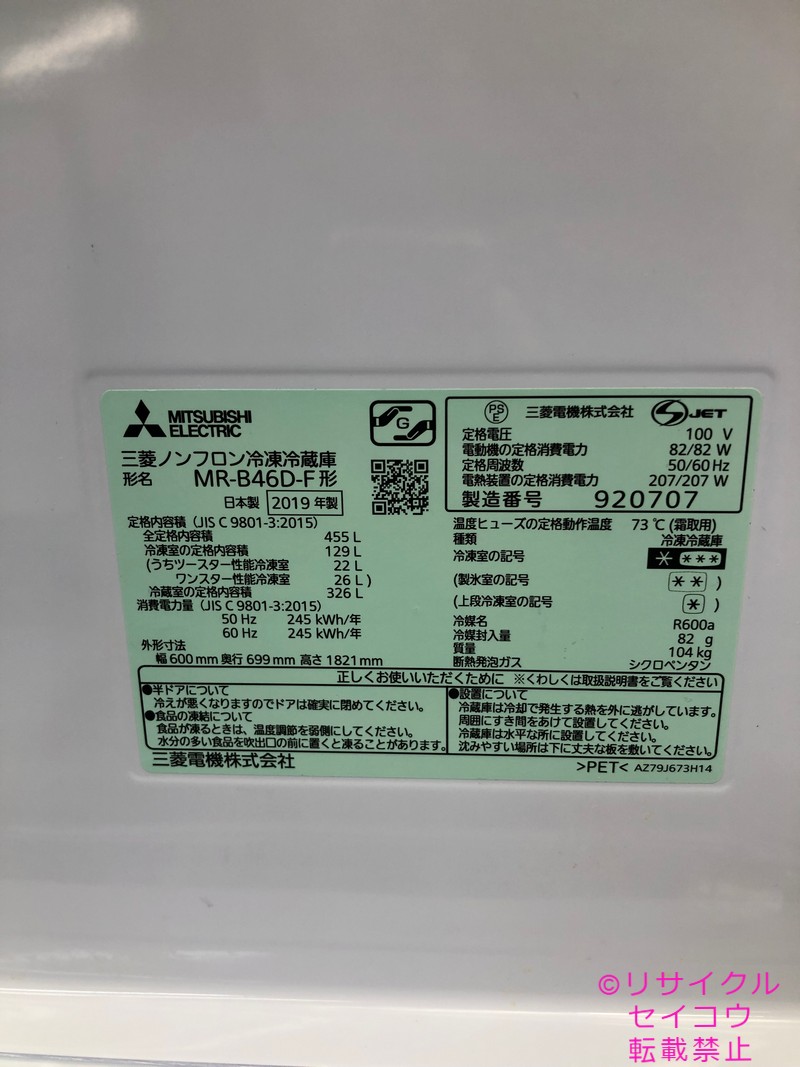 MITSUBISHI
ELECTRIC
G
三菱ノンフロン冷凍冷蔵庫
形名 MR-B46D-F形
日本製 2019年製
PS
E
三菱電機株式会社
S JET
定格電圧 100 V
電動機の定格消費電力 82/82 W
定格周波数 50/60 Hz
電熱装置の定格消費電力 207/207 W
製造番号 920707
定格内容積 (JIS C 9801-3:2015)
全定格内容積 455 L
冷凍室の定格内容積 129 L
(うちツースター性能冷凍室 22 L
ワンスター性能冷凍室 26 L )
冷蔵室の定格内容積 326 L
消費電力量 (JIS C 9801-3:2015)
50 Hz 245 kWh/年
60 Hz 245 kWh/年
外形寸法
幅 600 mm 奥行 699 mm 高さ 1821 mm
温度ヒューズの定格動作温度 73 ℃ (霜取用)
種類 冷凍冷蔵庫
冷凍室の記号 * ***
(製氷室の記号 ** )
(上段冷凍室の記号 * )
冷媒名 R600a
冷媒封入量 82 g
質量 104 kg
断熱発泡ガス シクロペンタン
正しくお使いいただくために ※くわしくは取扱説明書をご覧ください
●半ドアについて
冷えが悪くなりますのでドアは確実に閉めてください。
●食品の凍結について
食品が凍るときは、温度調節を弱側にしてください。
水分の多い食品を吹出口の前に置くと凍ることがあります。
●設置について
冷蔵庫は冷却で発生する熱を外に逃がしています。
周囲にすき間をあけて設置してください。
冷蔵庫は水平な所に設置してください。
沈みやすい場所は下に丈夫な板を敷いてください。
三菱電機株式会社
>PET< AZ79J673H14
©リサイクル
セイコウ
転載禁止